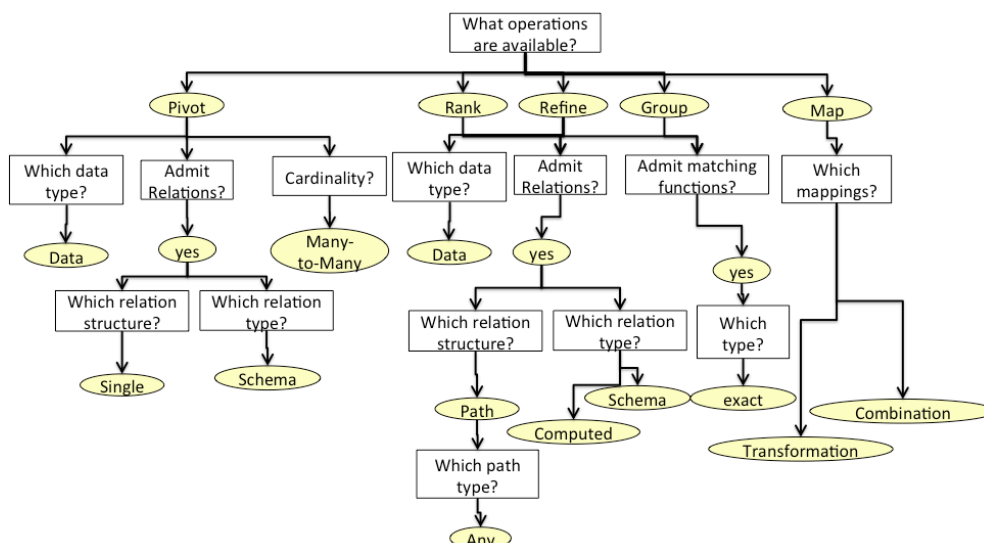 What operations
are available?
Pivot
Rank
Refine
Group
Map
Which data
type?
Admit
Relations?
Cardinality?
Which data
type?
Admit
Relations?
Admit matching
functions?
Which
mappings?
Data
yes
Many-
to-Many
Data
yes
yes
Which relation
structure?
Which relation
type?
Which relation
structure?
Which relation
type?
Which
type?
Single
Schema
Path
Computed
Schema
exact
Combination
Transformation
Which path
type?
Any